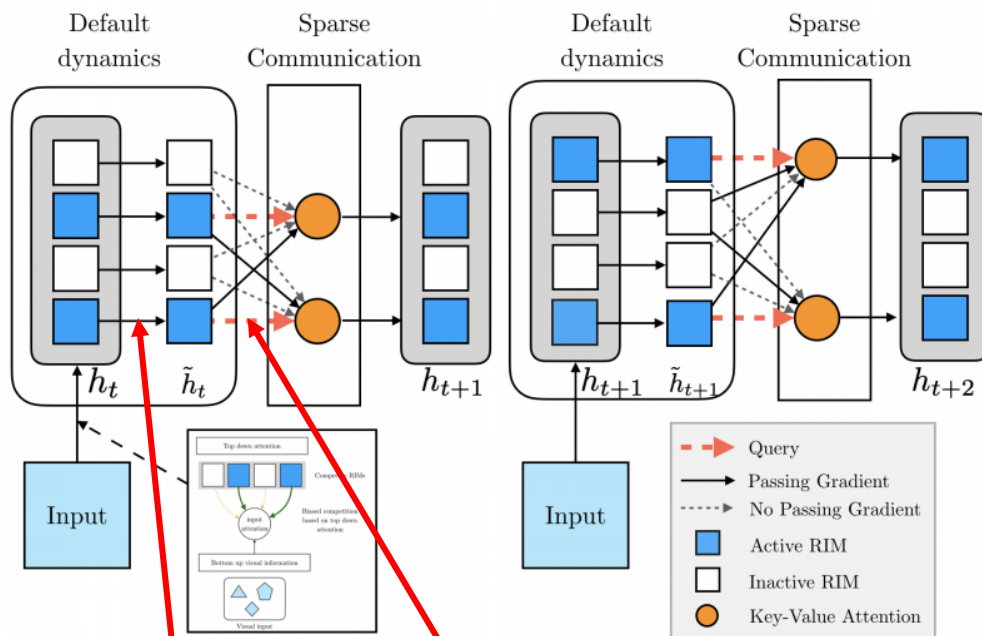 Default
dynamics
Sparse
Communication
Default
dynamics
Sparse
Communication
h_t
h̃_t
h_{t+1}
h_{t+1}
h̃_{t+1}
h_{t+2}
Input
Top down attention
Competing RIMs
Biased competition
based on top down
attention
input
attention
Bottom up visual information
Visual input
Input
Query
Passing Gradient
No Passing Gradient
Active RIM
Inactive RIM
Key-Value Attention